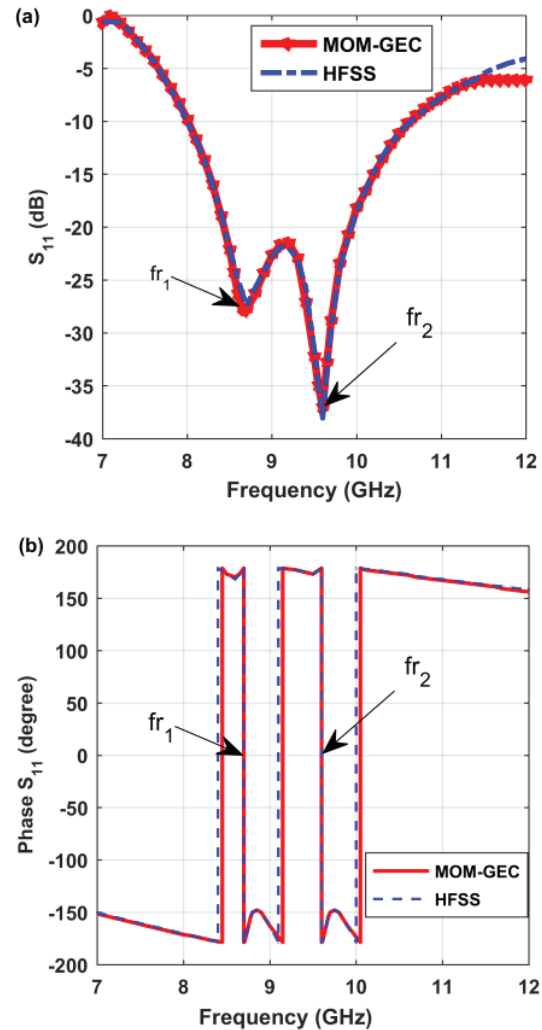 (a)
0
-5
-10
-15
-20
-25
-30
-35
-40
S11 (dB)
MOM-GEC
HFSS
fr1
fr2
7 8 9 10 11 12
Frequency (GHz)
(b)
200
150
100
50
0
-50
-100
-150
-200
Phase S11 (degree)
fr1
fr2
MOM-GEC
HFSS
7 8 9 10 11 12
Frequency (GHz)